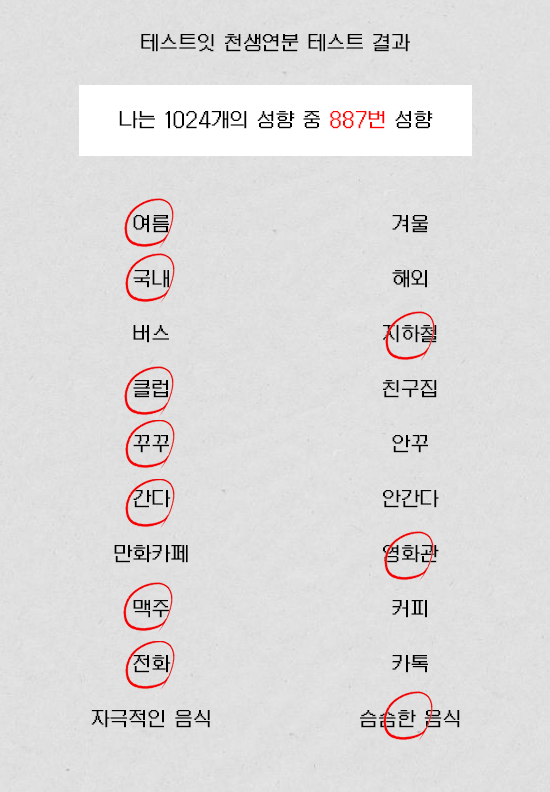 테스트잇 천생연분 테스트 결과
나는 1024개의 성향 중 887번 성향
여름 겨울
국내 해외
버스 지하철
클럽 친구집
꾸꾸 안꾸
간다 안간다
만화카페 영화관
맥주 커피
전화 카톡
자극적인 음식 슴슴한 음식